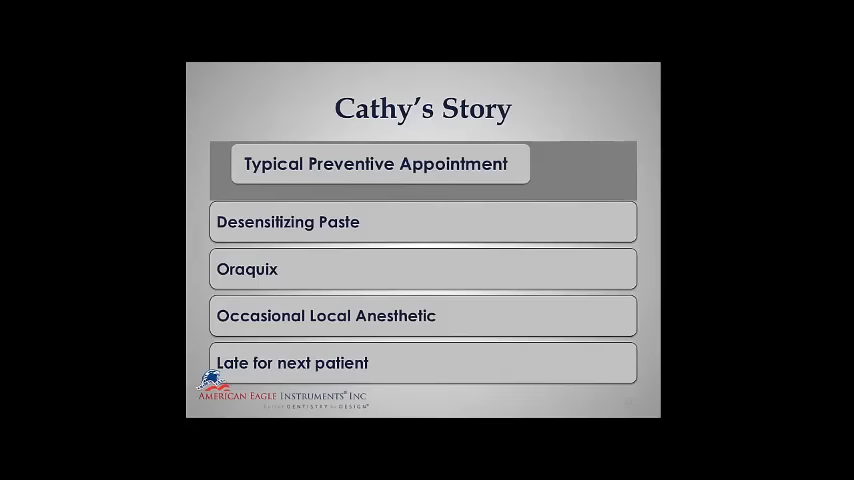 Cathy's Story
Typical Preventive Appointment
Desensitizing Paste
Oraquix
Occasional Local Anesthetic
Late for next patient
AMERICAN EAGLE INSTRUMENTS® INC
DENTISTRY BY DESIGN®